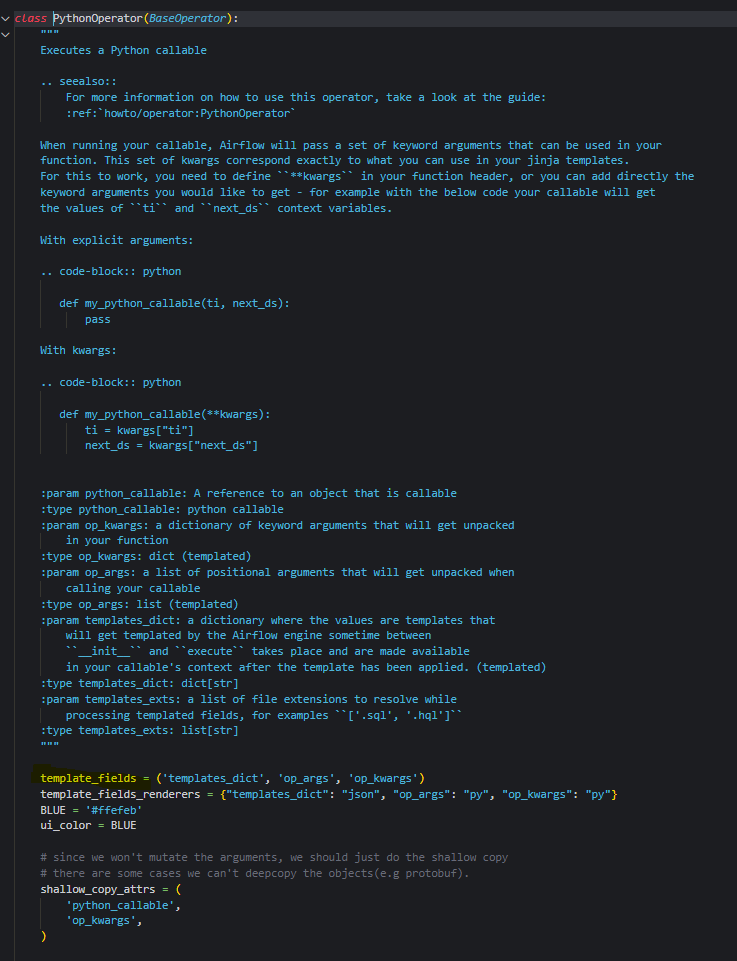 class PythonOperator(BaseOperator):
"""
Executes a Python callable
.. seealso::
For more information on how to use this operator, take a look at the guide:
:ref:`howto/operator:PythonOperator`
When running your callable, Airflow will pass a set of keyword arguments that can be used in your
function. This set of kwargs correspond exactly to what you can use in your jinja templates.
For this to work, you need to define ``**kwargs`` in your function header, or you can add directly the
keyword arguments you would like to get - for example with the below code your callable will get
the values of ``ti`` and ``next_ds`` context variables.
With explicit arguments:
.. code-block:: python
def my_python_callable(ti, next_ds):
pass
With kwargs:
.. code-block:: python
def my_python_callable(**kwargs):
ti = kwargs["ti"]
next_ds = kwargs["next_ds"]
:param python_callable: A reference to an object that is callable
:type python_callable: python callable
:param op_kwargs: a dictionary of keyword arguments that will get unpacked
in your function
:type op_kwargs: dict (templated)
:param op_args: a list of positional arguments that will get unpacked when
calling your callable
:type op_args: list (templated)
:param templates_dict: a dictionary where the values are templates that
will get templated by the Airflow engine sometime between
``__init__`` and ``execute`` takes place and are made available
in your callable's context after the template has been applied. (templated)
:type templates_dict: dict[str]
:param templates_exts: a list of file extensions to resolve while
processing templated fields, for examples ``['.sql', '.hql']``
:type templates_exts: list[str]
"""
template_fields = ('templates_dict', 'op_args', 'op_kwargs')
template_fields_renderers = {"templates_dict": "json", "op_args": "py", "op_kwargs": "py"}
BLUE = '#ffefeb'
ui_color = BLUE
# since we won't mutate the arguments, we should just do the shallow copy
# there are some cases we can't deepcopy the objects(e.g protobuf).
shallow_copy_attrs = (
'python_callable',
'op_kwargs',
)